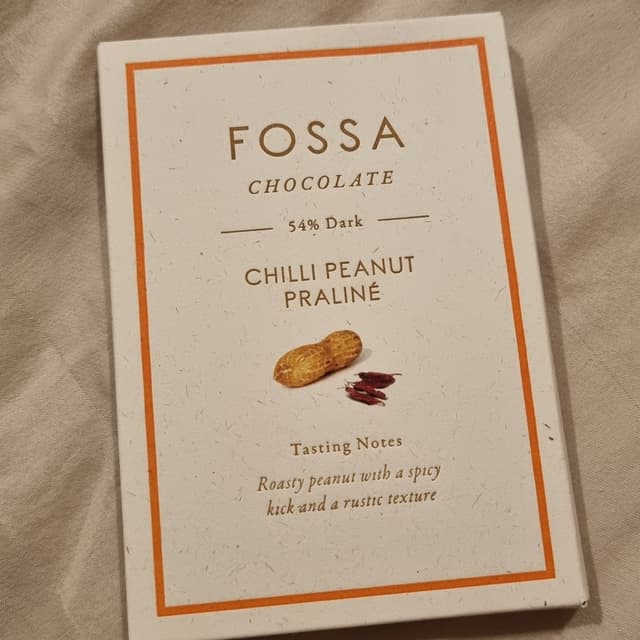 FOSSA
CHOCOLATE
54% Dark
CHILLI PEANUT
PRALINÉ
Tasting Notes
Roasty peanut with a spicy
kick and a rustic texture